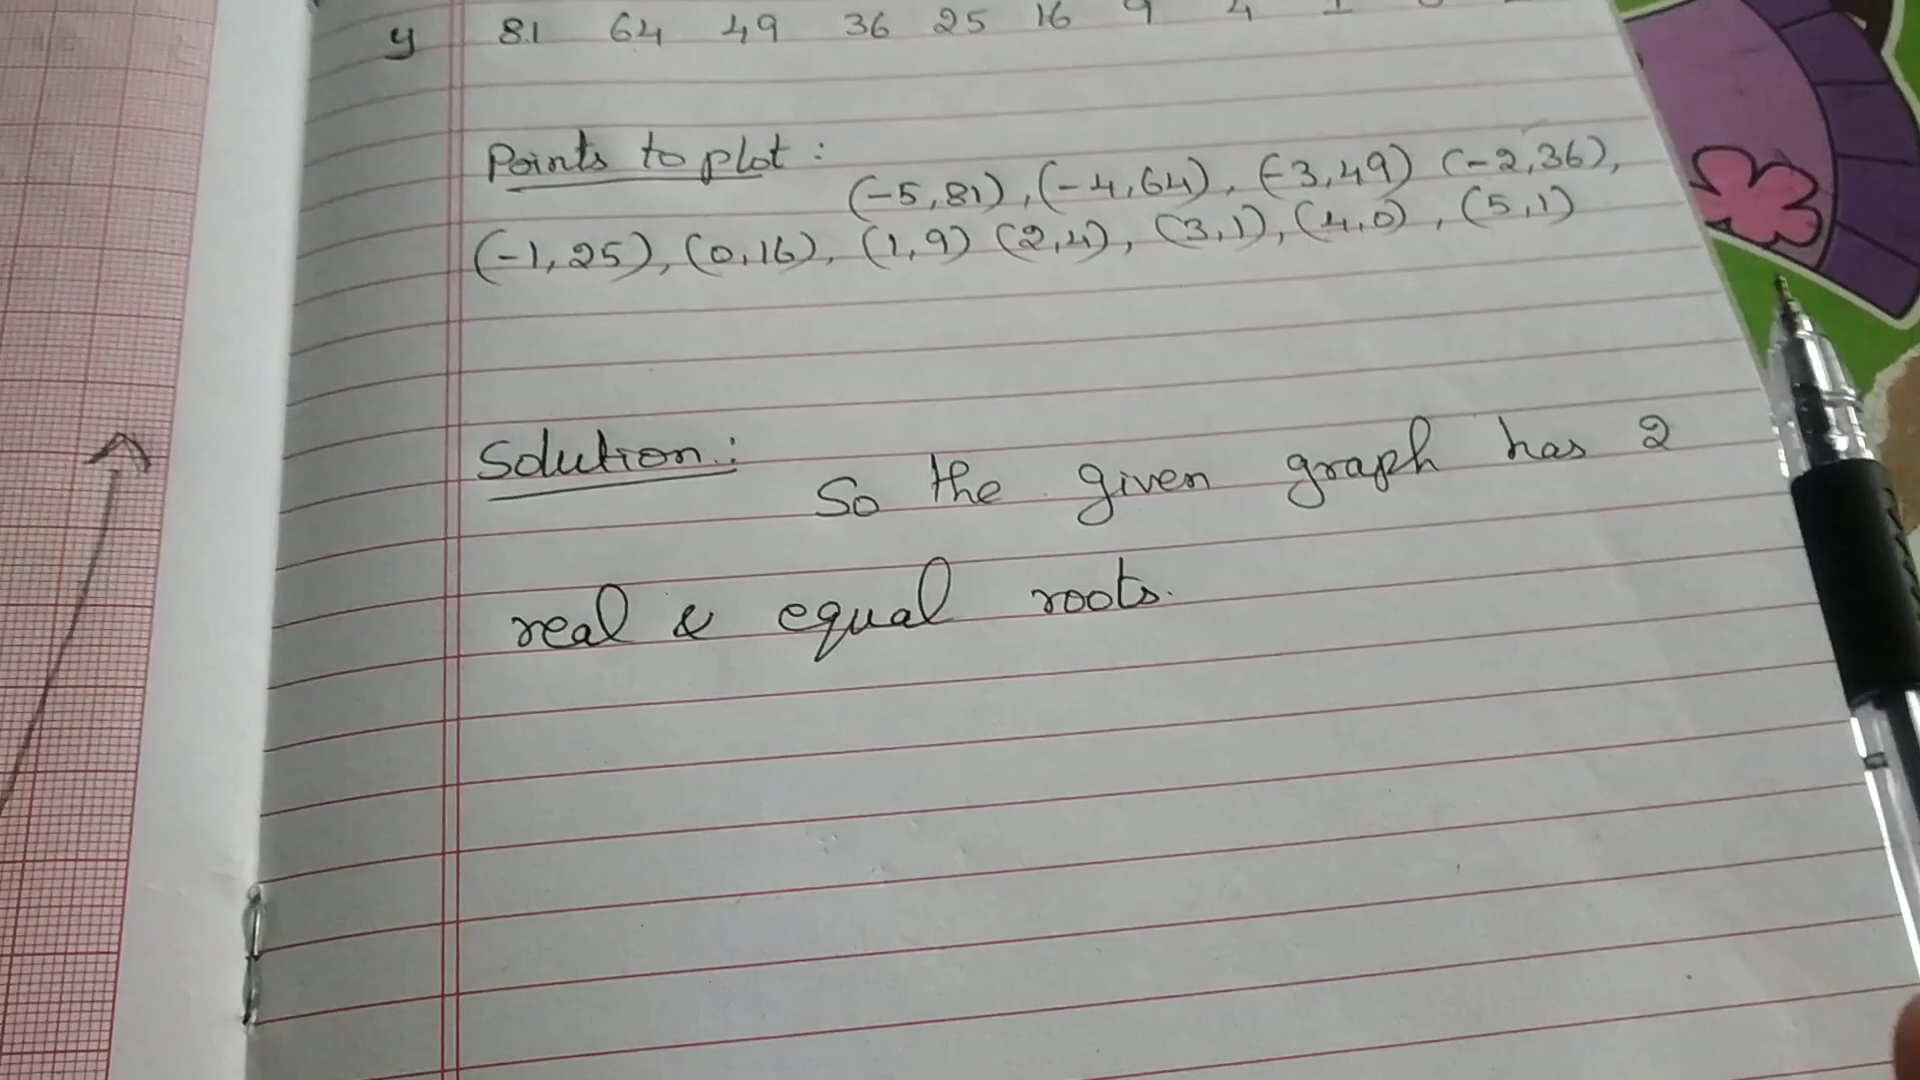 y 81 64 49 36 25 16 9 4 1
Points to plot :
(-5,81), (-4,64), (-3,49) (-2,36),
(-1,25), (0,16), (1,9) (2,4), (3,1), (4,0), (5,1)
Solution :
So the given graph has 2
real & equal roots.